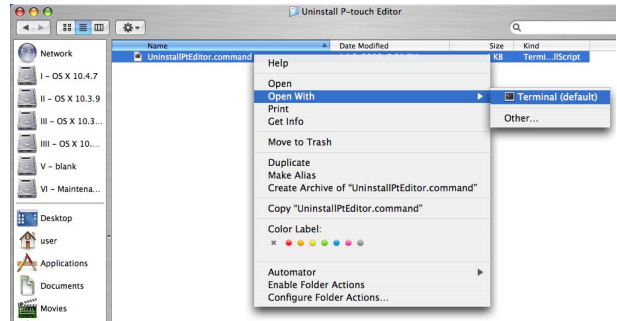 Uninstall P-touch Editor
Name Date Modified Size Kind
UninstallPtEditor.command KB Termi...llScript
Network
I - OS X 10.4.7
II - OS X 10.3.9
III - OS X 10.3...
IIII - OS X 10....
V - blank
VI - Maintena...
Desktop
user
Applications
Documents
Movies
Help
Open
Open With
Print
Get Info
Move to Trash
Duplicate
Make Alias
Create Archive of "UninstallPtEditor.command"
Copy "UninstallPtEditor.command"
Color Label:
×
Automator
Enable Folder Actions
Configure Folder Actions...
Terminal (default)
Other...